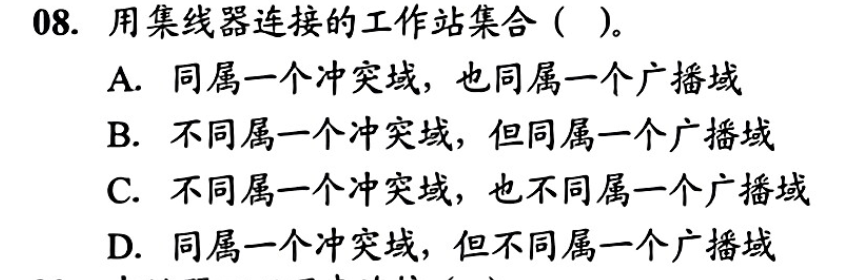 08. 用集线器连接的工作站集合（ ）。
A. 同属一个冲突域，也同属一个广播域
B. 不同属一个冲突域，但同属一个广播域
C. 不同属一个冲突域，也不同属一个广播域
D. 同属一个冲突域，但不同属一个广播域